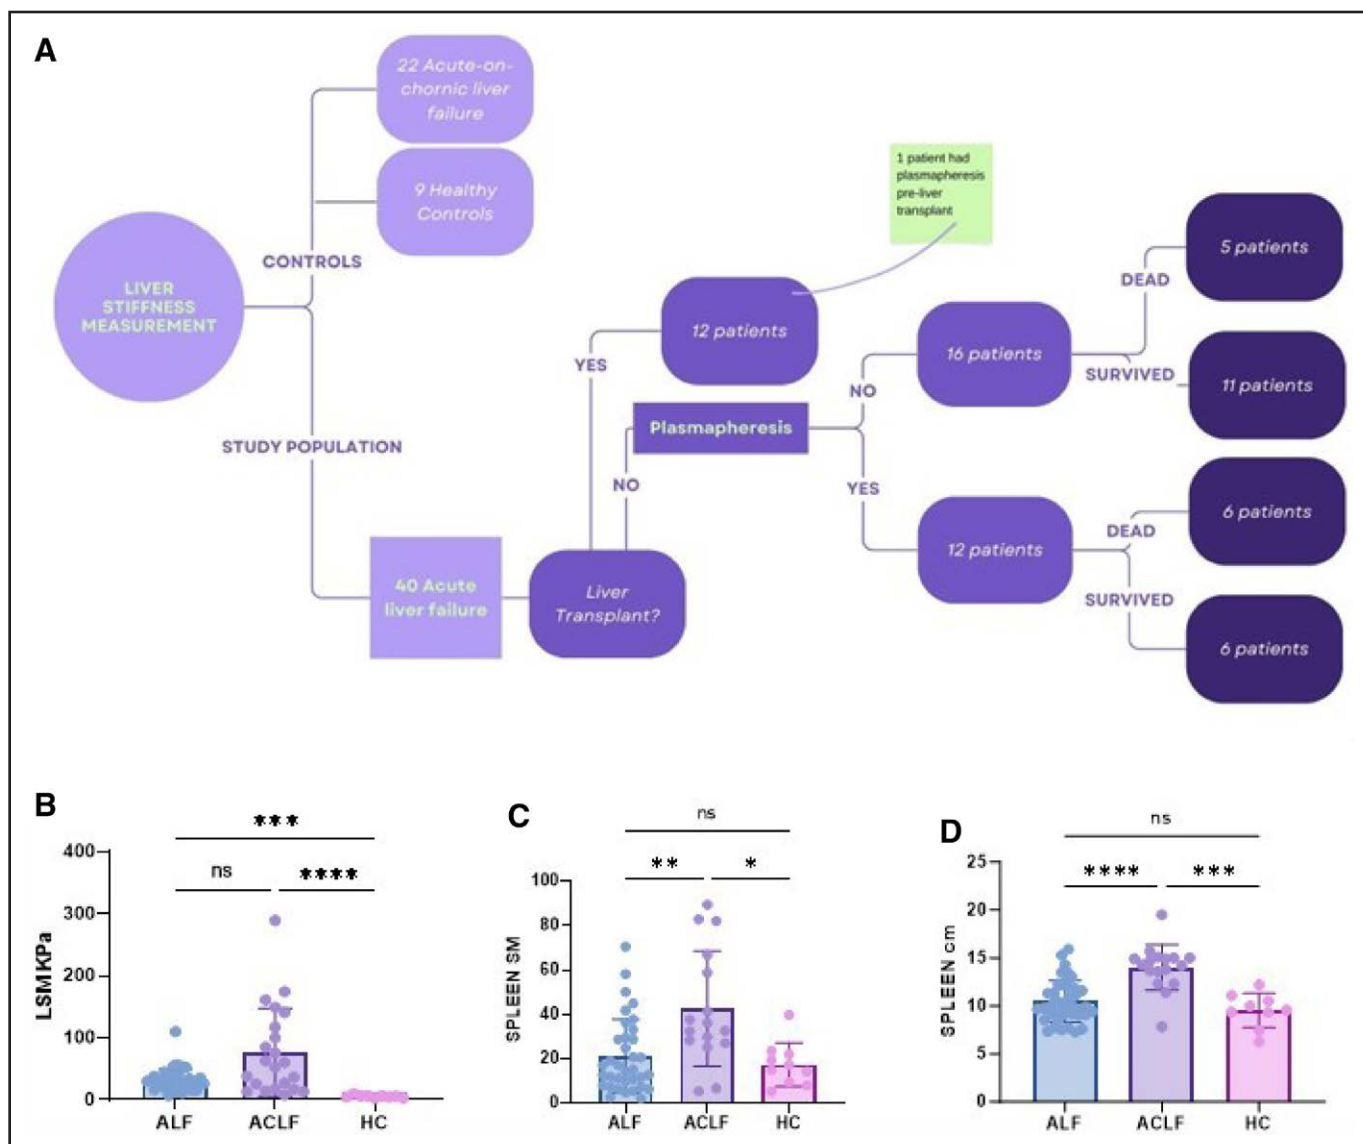 A
22 Acute-on-
chornic liver
failure
9 Healthy
Controls
CONTROLS
LIVER
STIFFNESS
MEASUREMENT
STUDY POPULATION
40 Acute
liver failure
Liver
Transplant?
YES
NO
12 patients
1 patient had
plasmapheresis
pre-liver
transplant
Plasmapheresis
NO
YES
16 patients
12 patients
DEAD
SURVIVED
5 patients
11 patients
DEAD
SURVIVED
6 patients
6 patients
B
***
ns
****
LSM KPa
400
300
200
100
0
ALF
ACLF
HC
C
ns
**
*
SPLEEN SM
100
80
60
40
20
0
ALF
ACLF
HC
D
ns
****
***
SPLEEN cm
25
20
15
10
5
0
ALF
ACLF
HC